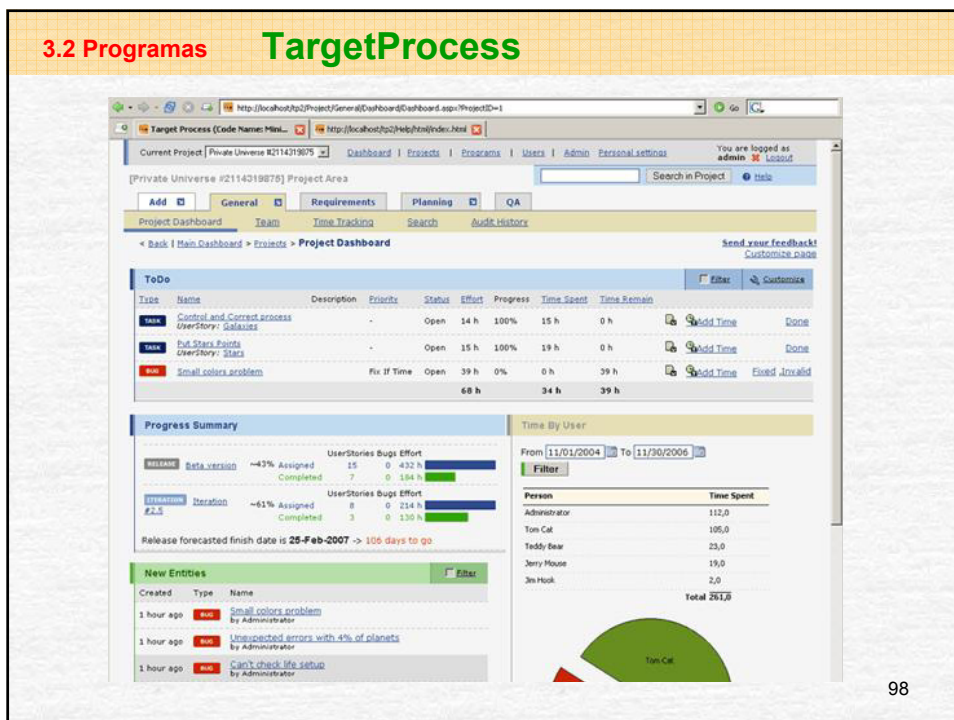 3.2 Programas TargetProcess
http://localhost/tp2/Project/General/Dashboard/Dashboard.aspx?ProjectID=1 Go
Target Process (Code Name: Mini... http://localhost/tp2/Help/html/index.html
Current Project Private Universe #2114319875 Dashboard | Projects | Programs | Users | Admin Personal settings You are logged as
admin Logout
[Private Universe #2114319875] Project Area Search in Project Help
Add General Requirements Planning QA
Project Dashboard Team Time Tracking Search Audit History
< Back | Main Dashboard > Projects > Project Dashboard Send your feedback!
Customize page
ToDo Filter Customize
Type Name Description Priority Status Effort Progress Time Spent Time Remain
TASK Control and Correct process - Open 14 h 100% 15 h 0 h Add Time Done
UserStory: Galaxies
TASK Put Stars Points - Open 15 h 100% 19 h 0 h Add Time Done
UserStory: Stars
BUG Small colors problem Fix If Time Open 39 h 0% 0 h 39 h Add Time Fixed Invalid
68 h 34 h 39 h
Progress Summary
UserStories Bugs Effort
RELEASE Beta version ~43% Assigned 15 0 432 h
Completed 7 0 184 h
UserStories Bugs Effort
ITERATION Iteration #2.5 ~61% Assigned 8 0 214 h
Completed 3 0 130 h
Release forecasted finish date is 25-Feb-2007 -> 106 days to go
Time By User
From 11/01/2004 To 11/30/2006
Filter
Person Time Spent
Administrator 112,0
Tom Cat 105,0
Teddy Bear 23,0
Jerry Mouse 19,0
Jim Hook 2,0
Total 261,0
Tom Cat
New Entities Filter
Created Type Name
1 hour ago BUG Small colors problem
by Administrator
1 hour ago BUG Unexpected errors with 4% of planets
by Administrator
1 hour ago BUG Can't check life setup
by Administrator
98